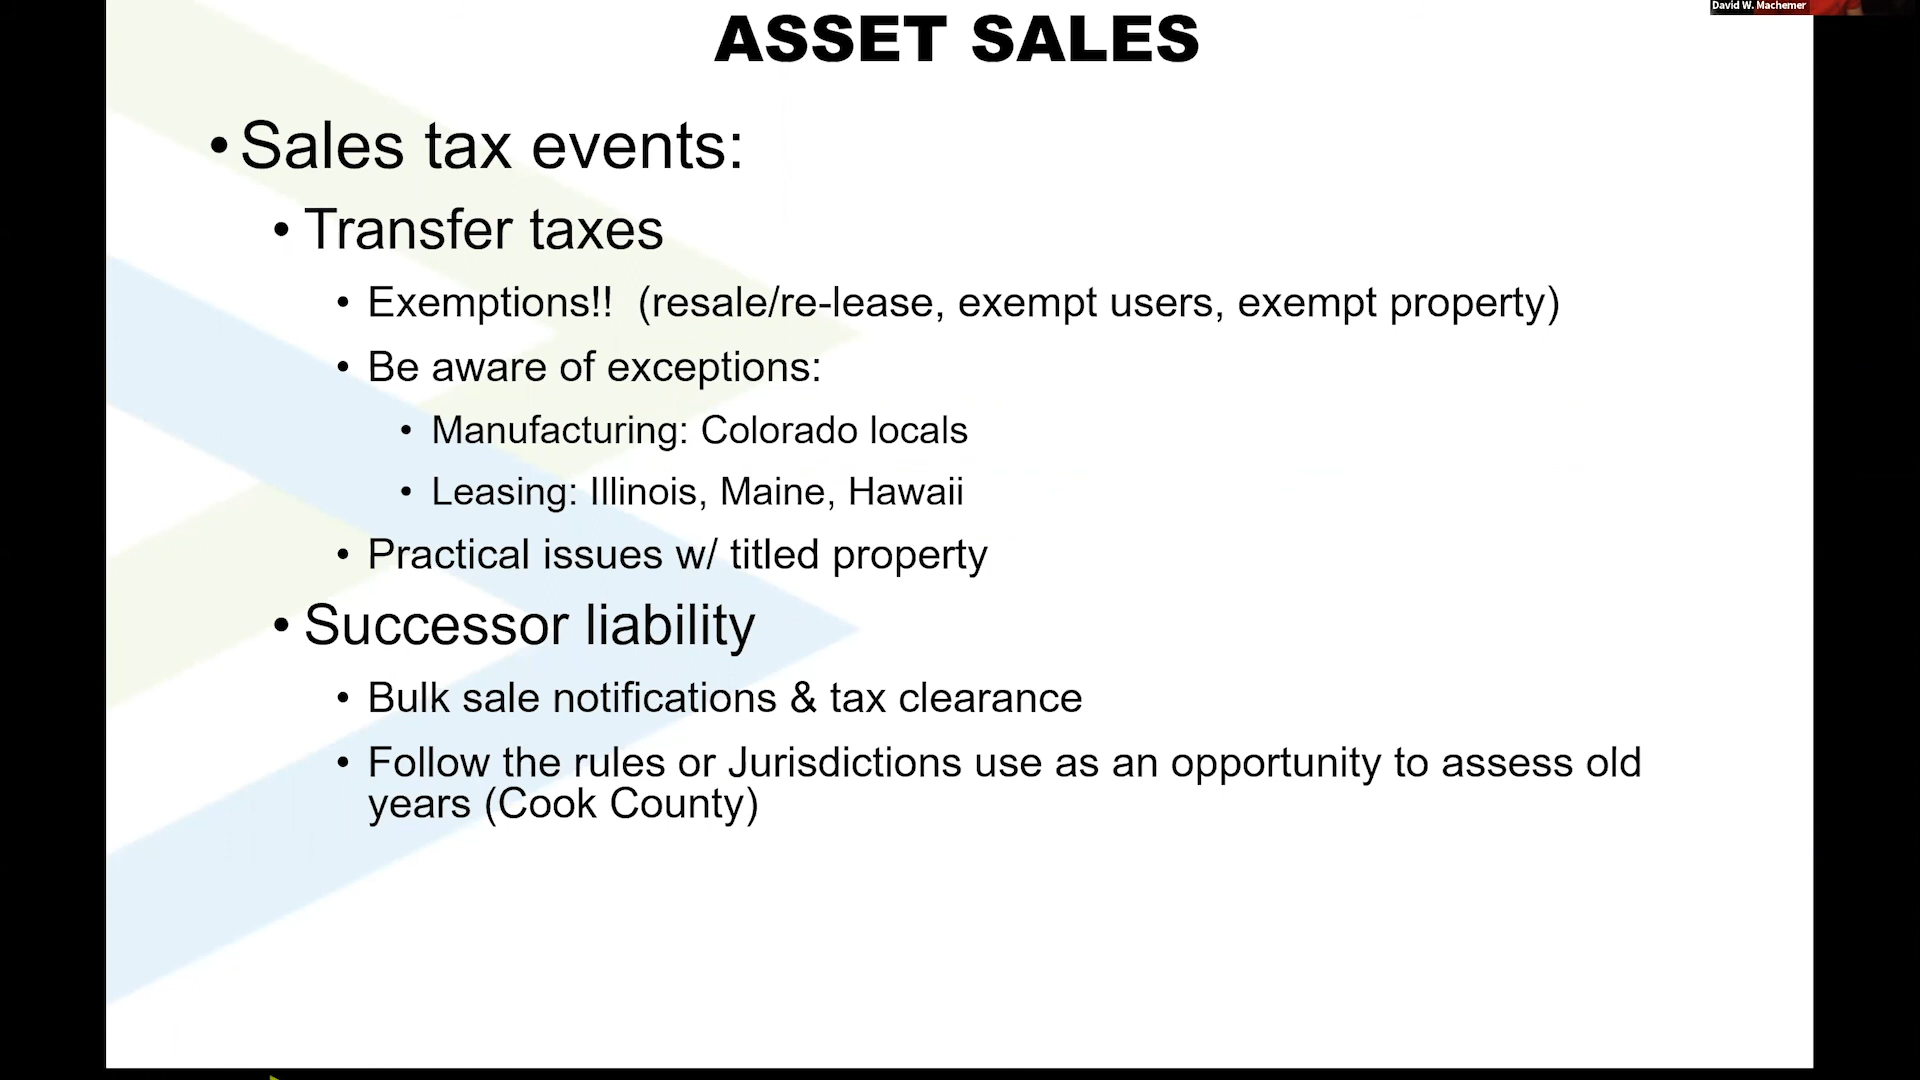 David W. Machemer
ASSET SALES
• Sales tax events:
• Transfer taxes
• Exemptions!! (resale/re-lease, exempt users, exempt property)
• Be aware of exceptions:
• Manufacturing: Colorado locals
• Leasing: Illinois, Maine, Hawaii
• Practical issues w/ titled property
• Successor liability
• Bulk sale notifications & tax clearance
• Follow the rules or Jurisdictions use as an opportunity to assess old
years (Cook County)